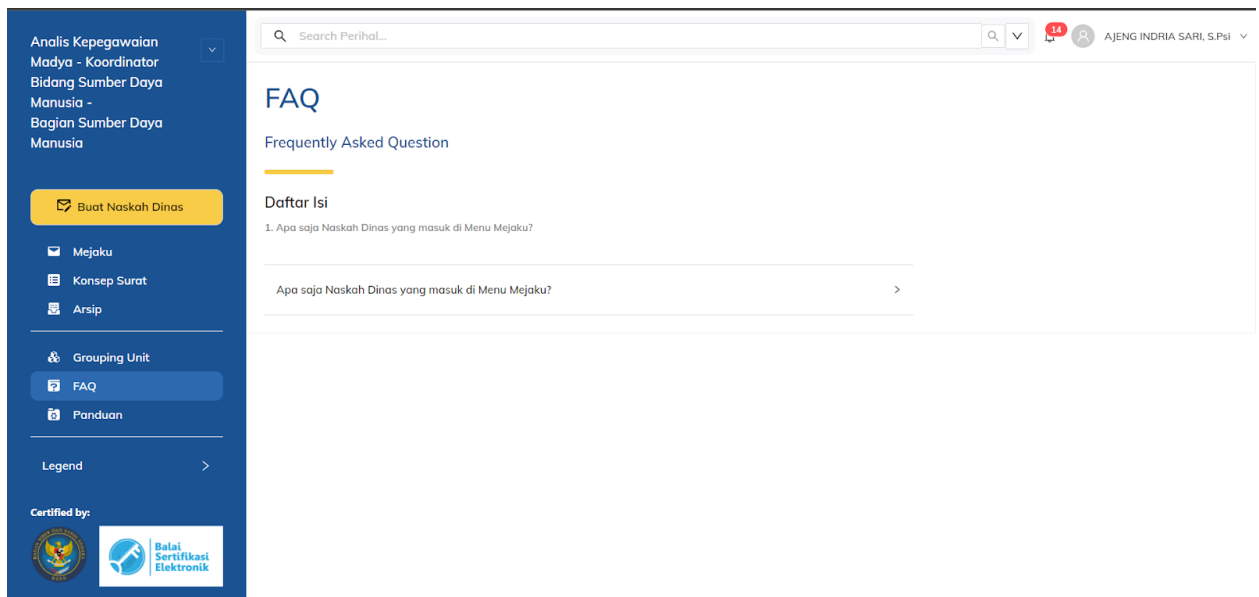 Analis Kepegawaian
Madya - Koordinator
Bidang Sumber Daya
Manusia -
Bagian Sumber Daya
Manusia
Buat Naskah Dinas
Mejaku
Konsep Surat
Arsip
Grouping Unit
FAQ
Panduan
Legend
Certified by:
Balai
Sertifikasi
Elektronik
Search Perihal...
14
AJENG INDRIA SARI, S.Psi
FAQ
Frequently Asked Question
Daftar Isi
1. Apa saja Naskah Dinas yang masuk di Menu Mejaku?
Apa saja Naskah Dinas yang masuk di Menu Mejaku?